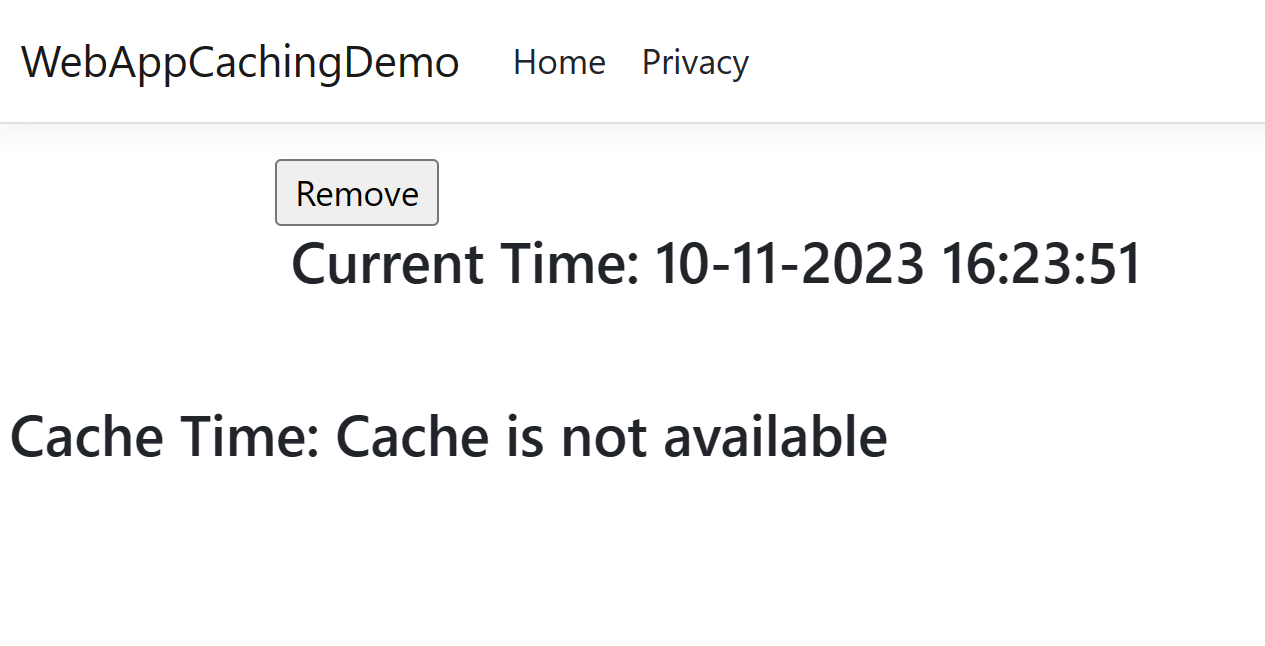 WebAppCachingDemo Home Privacy
Remove
Current Time: 10-11-2023 16:23:51
Cache Time: Cache is not available